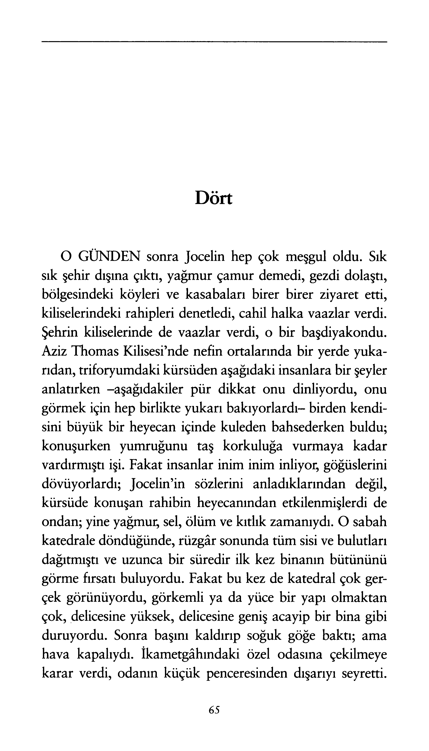 Dört
O GÜNDEN sonra Jocelin hep çok meşgul oldu. Sık
sık şehir dışına çıktı, yağmur çamur demedi, gezdi dolaştı,
bölgesindeki köyleri ve kasabaları birer birer ziyaret etti,
kiliselerindeki rahipleri denetledi, cahil halka vaazlar verdi.
Şehrin kiliselerinde de vaazlar verdi, o bir başdiyakondu.
Aziz Thomas Kilisesi’nde nefin ortalarında bir yerde yuka-
rıdan, triforyumdaki kürsüden aşağıdaki insanlara bir şeyler
anlatırken –aşağıdakiler pür dikkat onu dinliyordu, onu
görmek için hep birlikte yukarı bakıyorlardı– birden kendi-
sini büyük bir heyecan içinde kuleden bahsederken buldu;
konuşurken yumruğunu taş korkuluğa vurmaya kadar
vardırmıştı işi. Fakat insanlar inim inim inliyor, göğüslerini
dövüyorlardı; Jocelin’in sözlerini anladıklarından değil,
kürsüde konuşan rahibin heyecanından etkilenmişlerdi de
ondan; yine yağmur, sel, ölüm ve kıtlık zamanıydı. O sabah
katedrale döndüğünde, rüzgâr sonunda tüm sisi ve bulutları
dağıtmıştı ve uzunca bir süredir ilk kez binanın bütününü
görme fırsatı buluyordu. Fakat bu kez de katedral çok ger-
çek görünüyordu, görkemli ya da yüce bir yapı olmaktan
çok, delicesine yüksek, delicesine geniş acayip bir bina gibi
duruyordu. Sonra başını kaldırıp soğuk göğe baktı; ama
hava kapalıydı. İkametgâhındaki özel odasına çekilmeye
karar verdi, odanın küçük penceresinden dışarıyı seyretti.
65